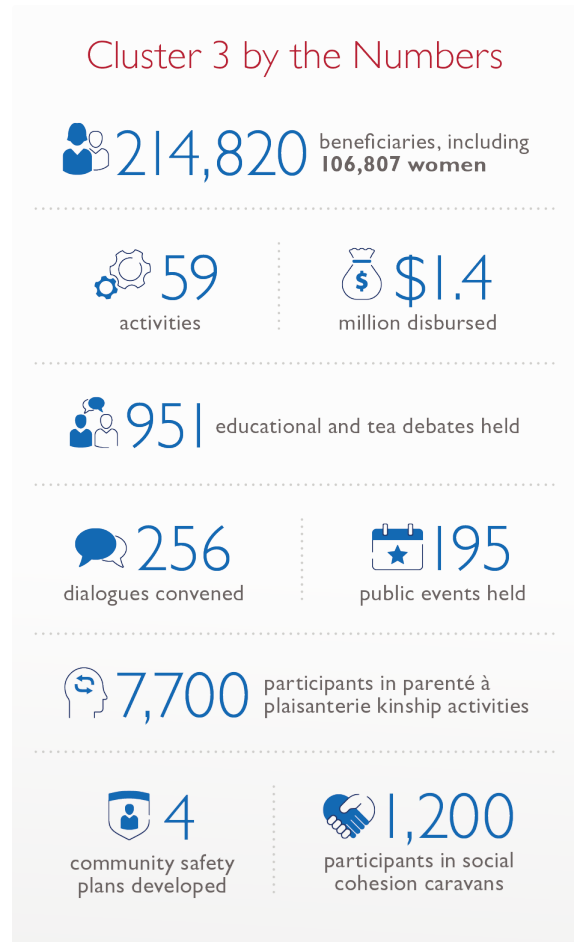 Cluster 3 by the Numbers
214,820 beneficiaries, including
106,807 women
59
activities
$
$1.4
million disbursed
951 educational and tea debates held
256
dialogues convened
195
public events held
7,700 participants in parenté à
plaisanterie kinship activities
4
community safety
plans developed
1,200
participants in social
cohesion caravans